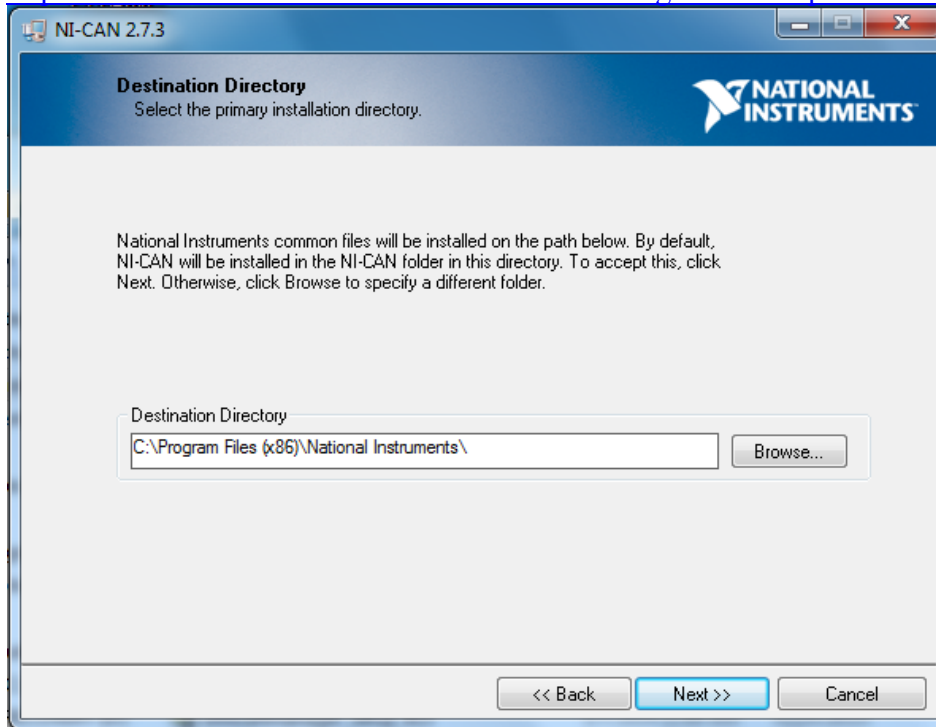 NI-CAN 2.7.3
Destination Directory
Select the primary installation directory.
NATIONAL
INSTRUMENTS
National Instruments common files will be installed on the path below. By default,
NI-CAN will be installed in the NI-CAN folder in this directory. To accept this, click
Next. Otherwise, click Browse to specify a different folder.
Destination Directory
C:\Program Files (x86)\National Instruments\
Browse...
<< Back
Next >>
Cancel